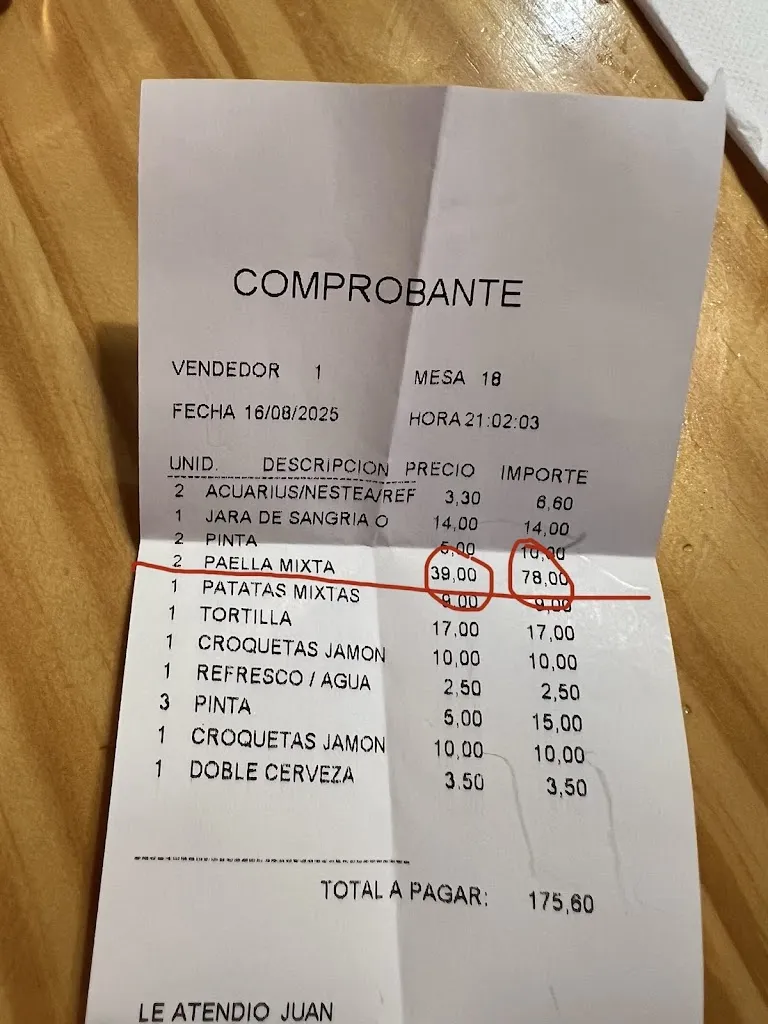 COMPROBANTE
VENDEDOR 1 MESA 18
FECHA 16/08/2025 HORA 21:02:03
UNID. DESCRIPCION PRECIO IMPORTE
2 ACUARIUS/NESTEA/REF 3,30 6,60
1 JARA DE SANGRIA O 14,00 14,00
2 PINTA 5,00 10,00
2 PAELLA MIXTA 39,00 78,00
1 PATATAS MIXTAS 9,00 9,00
1 TORTILLA 17,00 17,00
1 CROQUETAS JAMON 10,00 10,00
1 REFRESCO / AGUA 2,50 2,50
3 PINTA 5,00 15,00
1 CROQUETAS JAMON 10,00 10,00
1 DOBLE CERVEZA 3.50 3,50
TOTAL A PAGAR: 175,60
LE ATENDIO JUAN